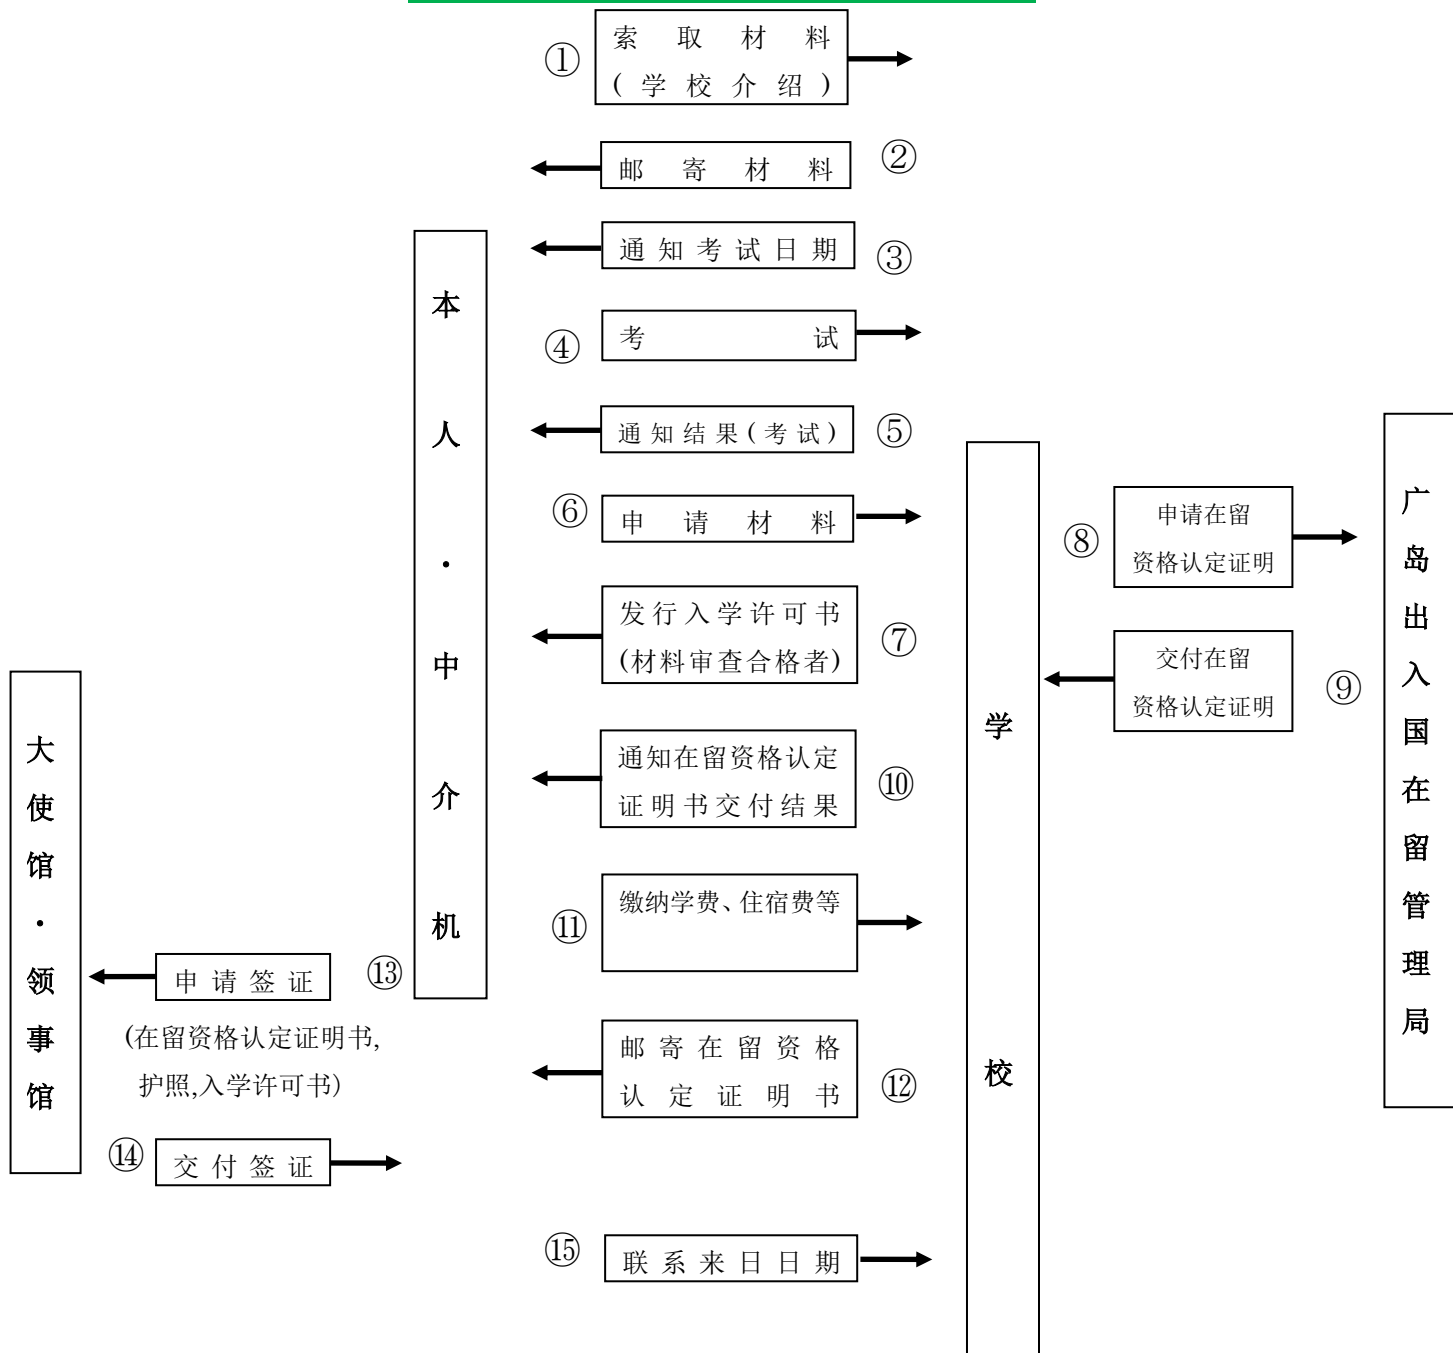 ① 索取材料
(学校介绍)
邮寄材料 ②
通知考试日期 ③
④ 考试
通知结果(考试) ⑤
⑥ 申请材料
发行入学许可书
(材料审查合格者) ⑦
⑧ 申请在留
资格认定证明
交付在留
资格认定证明 ⑨
通知在留资格认定
证明书交付结果 ⑩
⑪ 缴纳学费、住宿费等
邮寄在留资格
认定证明书 ⑫
申请签证 ⑬
(在留资格认定证明书,
护照,入学许可书)
⑭ 交付签证
⑮ 联系来日日期
大使馆·领事馆
本人·中介机
学校
广岛出入国在留管理局